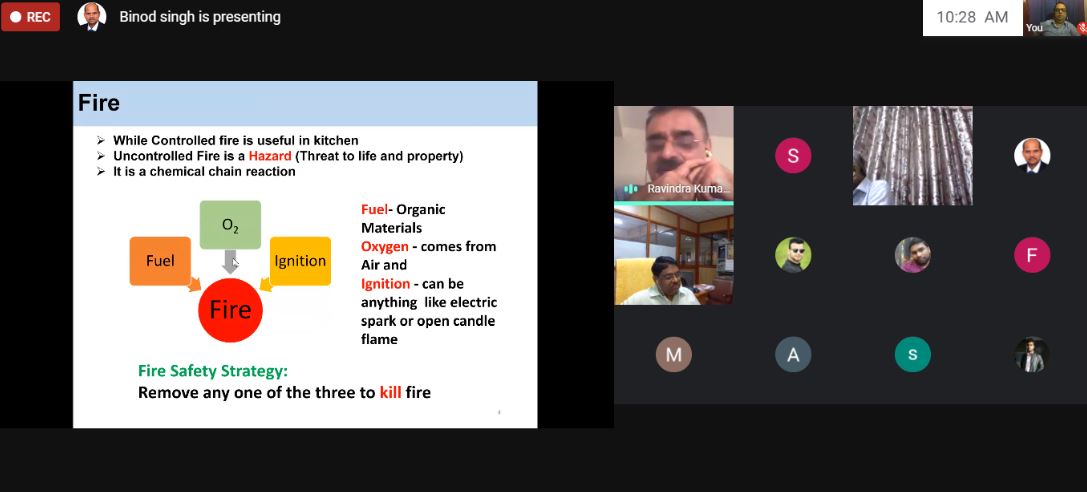 REC
Binod singh is presenting
10:28 AM
You
Fire
While Controlled fire is useful in kitchen
Uncontrolled Fire is a Hazard (Threat to life and property)
It is a chemical chain reaction
O₂
Fuel
Ignition
Fire
Fuel- Organic
Materials
Oxygen - comes from
Air and
Ignition - can be
anything like electric
spark or open candle
flame
Fire Safety Strategy:
Remove any one of the three to kill fire
Ravindra Kuma...
S
F
M
A
s